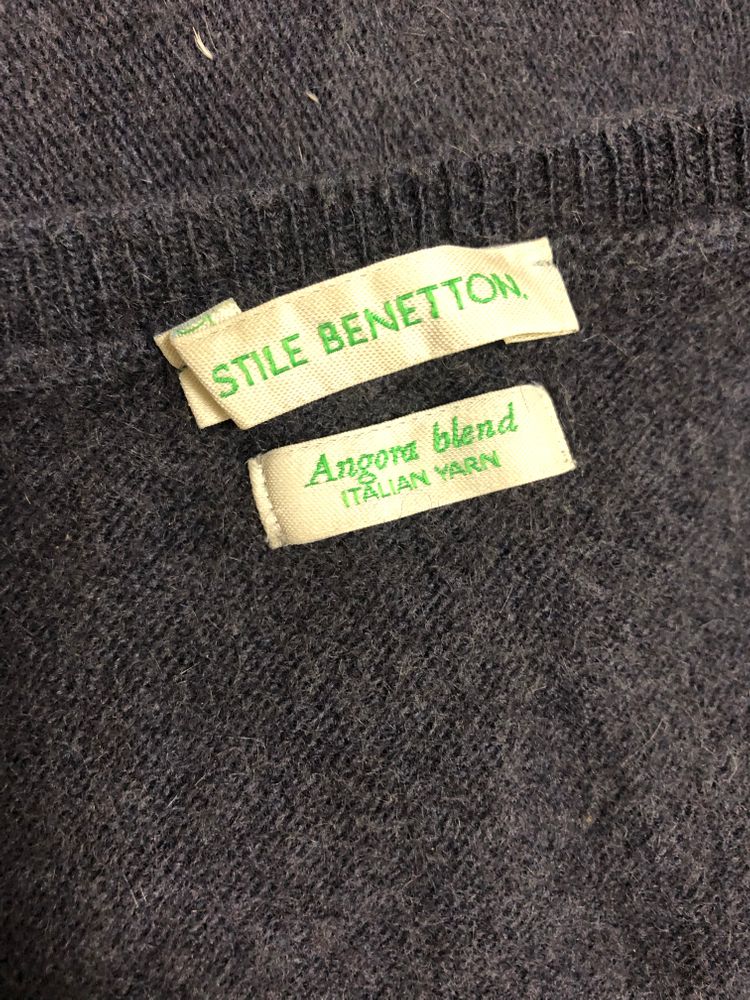 STILE BENETTON.
Angora blend
ITALIAN YARN